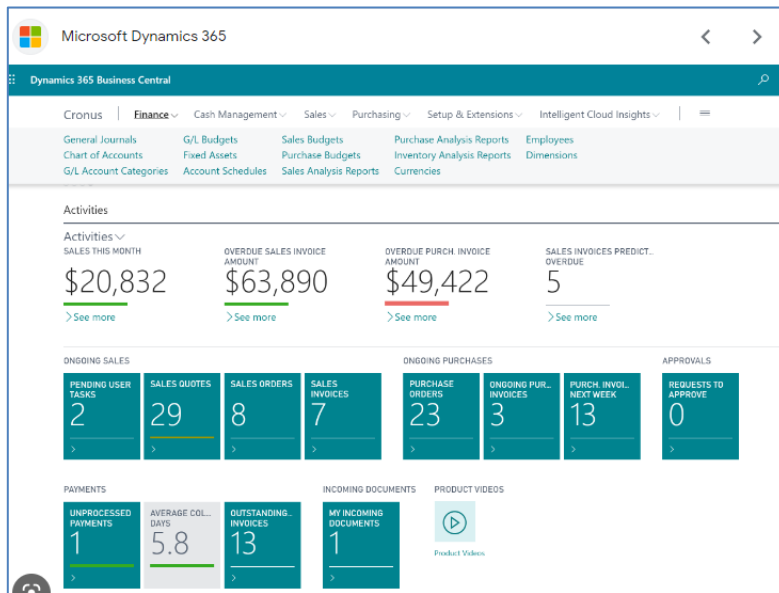 Microsoft Dynamics 365
Dynamics 365 Business Central
Cronus Finance Cash Management Sales Purchasing Setup & Extensions Intelligent Cloud Insights
General Journals G/L Budgets Sales Budgets Purchase Analysis Reports Employees
Chart of Accounts Fixed Assets Purchase Budgets Inventory Analysis Reports Dimensions
G/L Account Categories Account Schedules Sales Analysis Reports Currencies
Activities
Activities
SALES THIS MONTH
$20,832
>See more
OVERDUE SALES INVOICE
AMOUNT
$63,890
>See more
OVERDUE PURCH. INVOICE
AMOUNT
$49,422
>See more
SALES INVOICES PREDICT..
OVERDUE
5
>See more
ONGOING SALES
PENDING USER
TASKS
2
SALES QUOTES
29
SALES ORDERS
8
SALES
INVOICES
7
ONGOING PURCHASES
PURCHASE
ORDERS
23
ONGOING PUR...
INVOICES
3
PURCH. INVOI...
NEXT WEEK
13
APPROVALS
REQUESTS TO
APPROVE
0
PAYMENTS
UNPROCESSED
PAYMENTS
1
AVERAGE COL...
DAYS
5.8
OUTSTANDING...
INVOICES
13
INCOMING DOCUMENTS
MY INCOMING
DOCUMENTS
1
PRODUCT VIDEOS
Product Videos